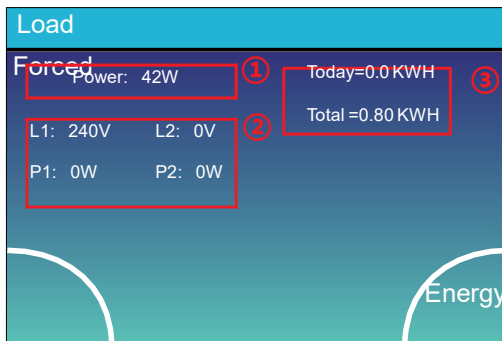 Load
Forced
Power: 42W
①
Today=0.0 KWH
③
Total =0.80 KWH
L1: 240V L2: 0V
②
P1: 0W P2: 0W
Energy